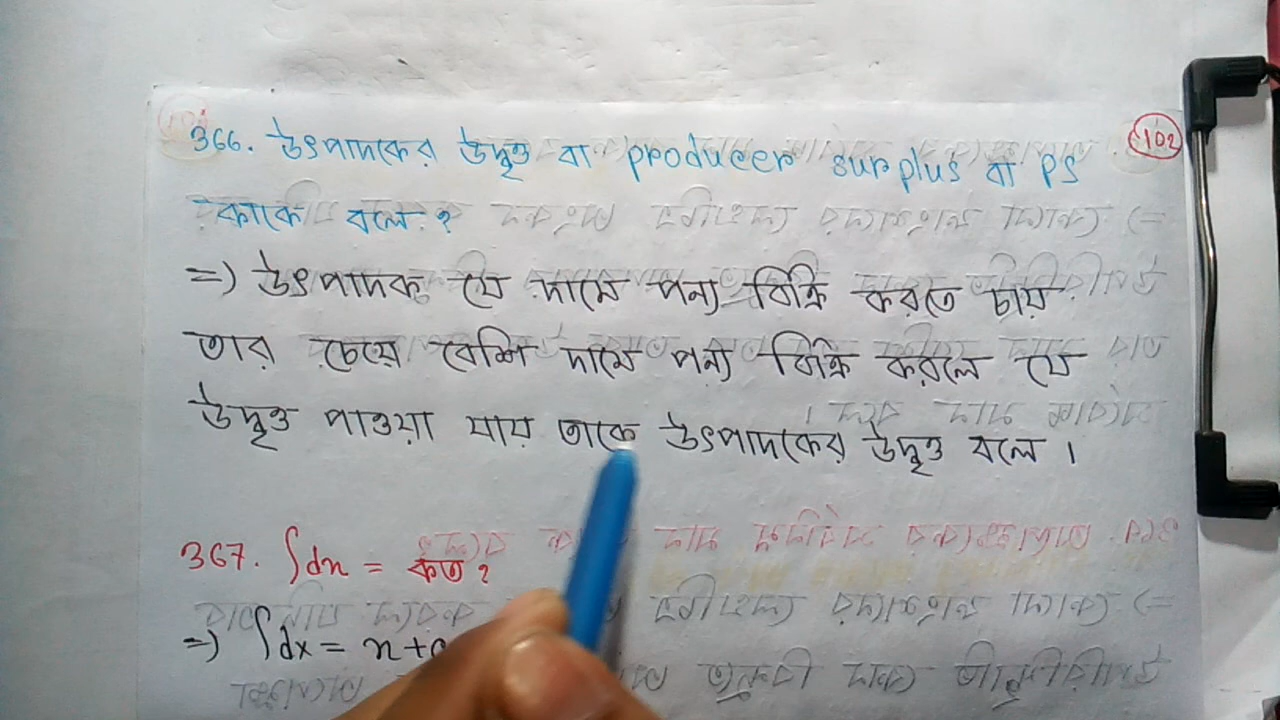 102
366. উৎপাদকের উদ্বৃত্ত বা producer surplus বা PS
কাকে বলে ?
=) উৎপাদক যে দামে পন্য বিক্রি করতে চায়
তার চেয়ে বেশি দামে পন্য বিক্রি করলে যে
উদ্বৃত্ত পাওয়া যায় তাকে উৎপাদকের উদ্বৃত্ত বলে ।
367. ∫dx = কত ?
=) ∫dx = x+c